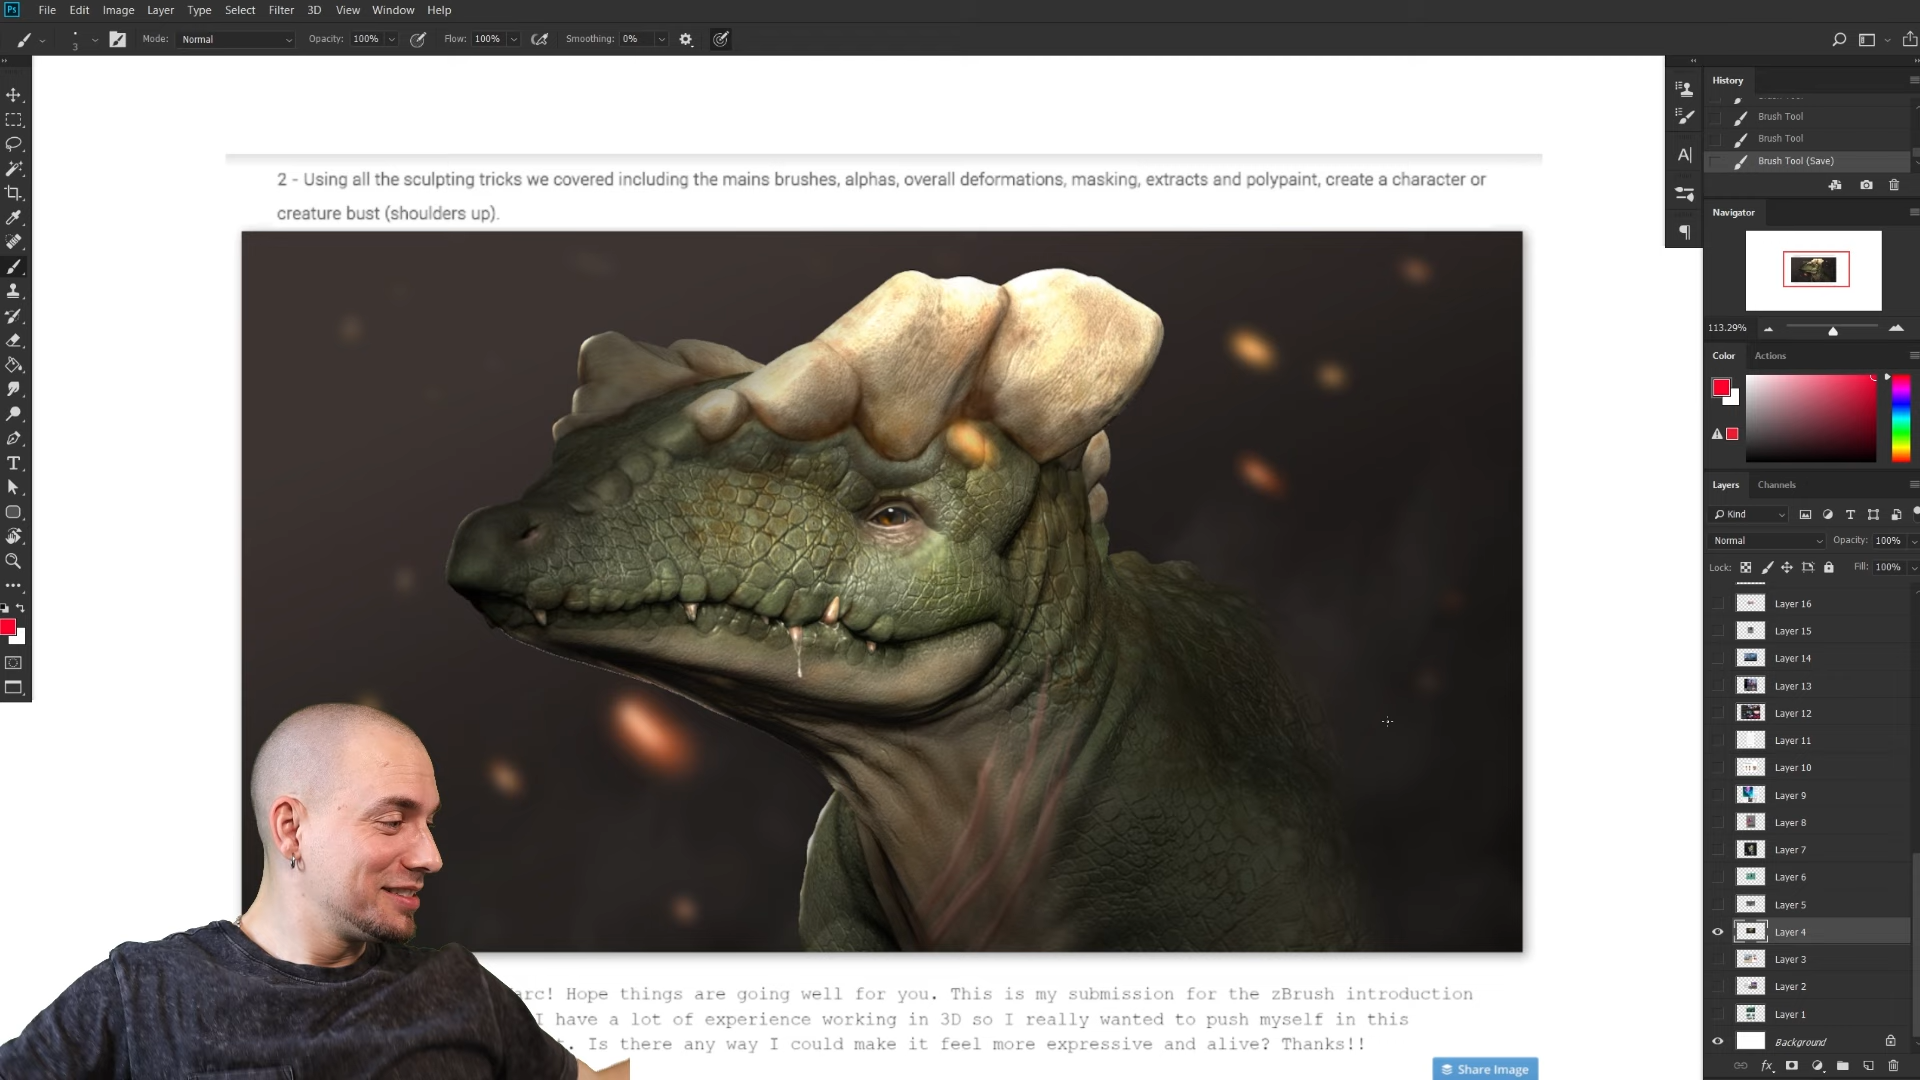 Ps File Edit Image Layer Type Select Filter 3D View Window Help
3 Mode: Normal Opacity: 100% Flow: 100% Smoothing: 0%
2 - Using all the sculpting tricks we covered including the mains brushes, alphas, overall deformations, masking, extracts and polypaint, create a character or
creature bust (shoulders up).
arc! Hope things are going well for you. This is my submission for the zBrush introduction
I have a lot of experience working in 3D so I really wanted to push myself in this
Is there any way I could make it feel more expressive and alive? Thanks!!
Share Image
History
Brush Tool
Brush Tool
Brush Tool
Brush Tool (Save)
Navigator
113.29%
Color Actions
Layers Channels
Kind
Normal Opacity: 100%
Lock: Fill: 100%
Layer 16
Layer 15
Layer 14
Layer 13
Layer 12
Layer 11
Layer 10
Layer 9
Layer 8
Layer 7
Layer 6
Layer 5
Layer 4
Layer 3
Layer 2
Layer 1
Background